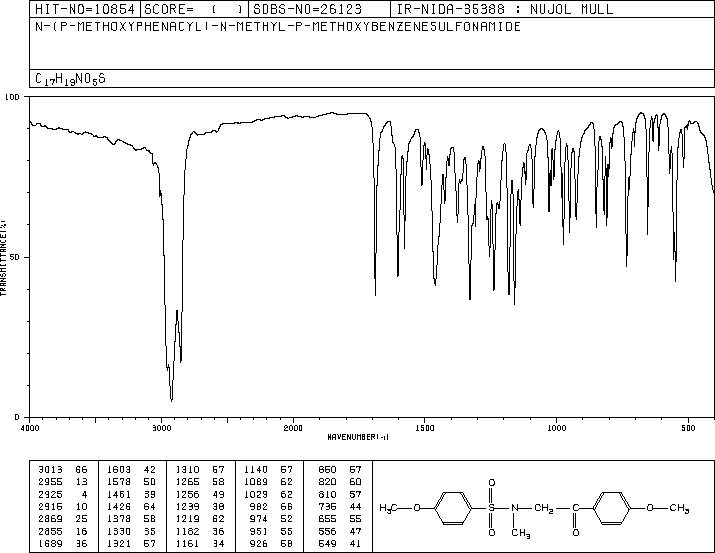 HIT-NO=10854 SCORE= ( ) SDBS-NO=26123 IR-NIDA-35388 : NUJOL MULL
N-(P-METHOXYPHENACYL)-N-METHYL-P-METHOXYBENZENESULFONAMIDE
C17H19NO5S
100
50
0
TRANSMITTANCE(%)
4000 3000 2000 1500 1000 500
WAVENUMBER(-1)
3013 66 1603 42 1310 57 1140 57 850 57
2955 13 1578 50 1265 58 1089 62 820 60
2925 4 1461 39 1256 49 1029 62 810 57
2915 10 1426 64 1239 38 982 66 735 44
2869 25 1378 58 1219 62 974 52 655 55
2855 16 1330 35 1182 36 951 55 556 47
1689 36 1321 57 1161 34 926 58 549 41
O O
H3C O S N CH2 C O CH3
O CH3